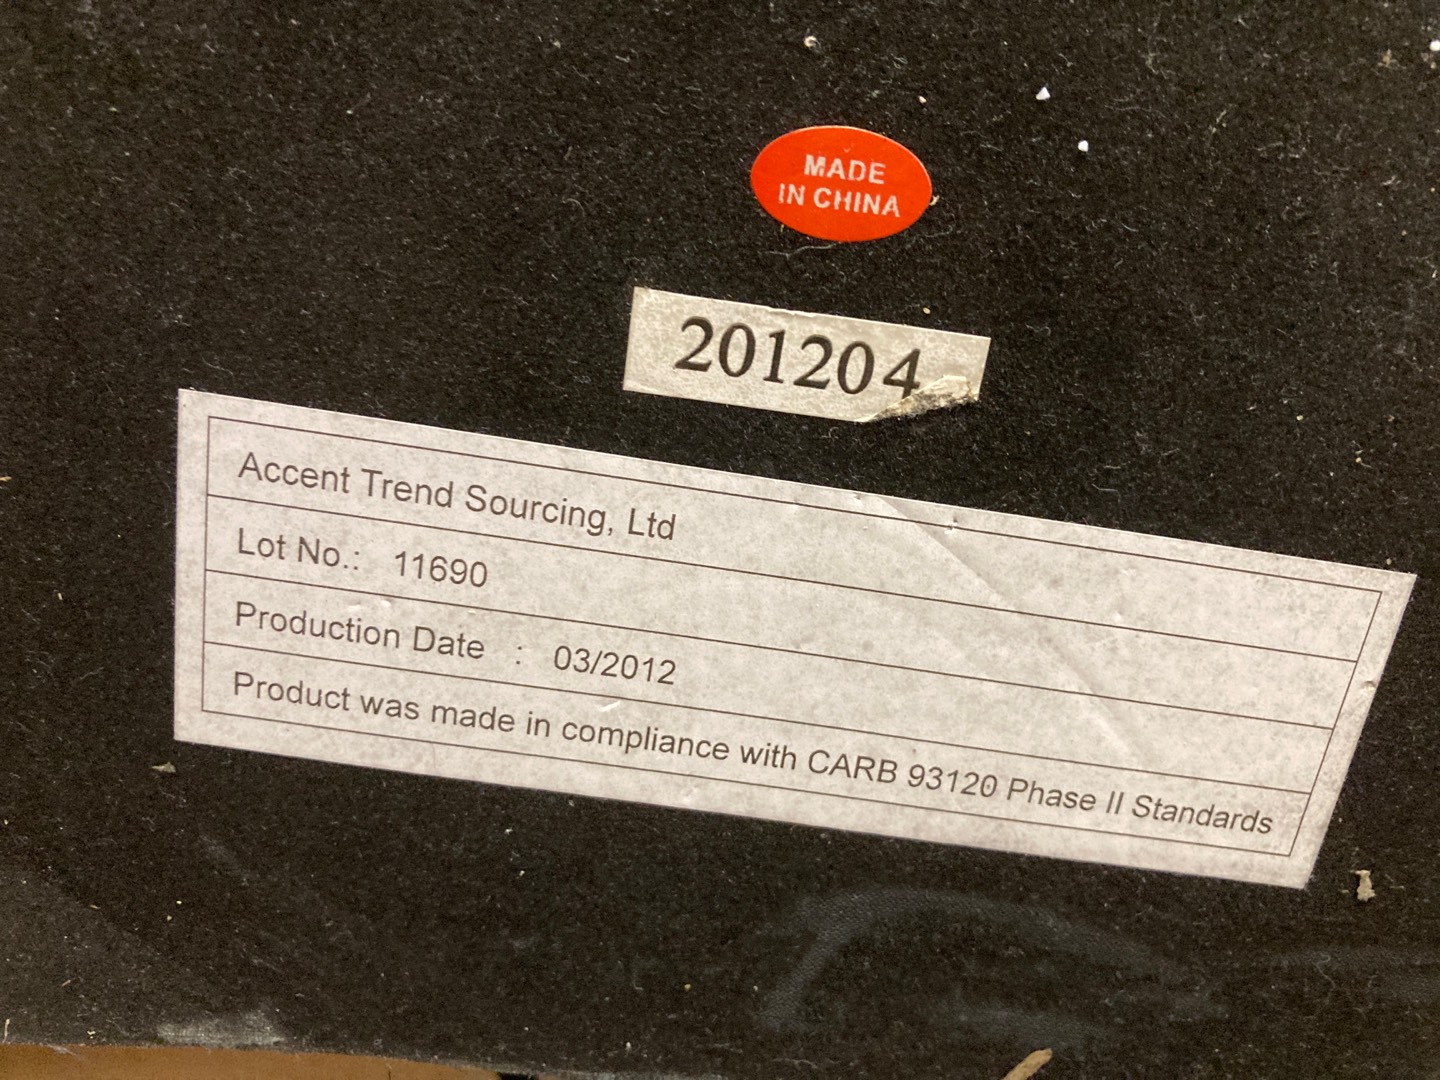 MADE
IN CHINA
201204
Accent Trend Sourcing, Ltd
Lot No.: 11690
Production Date : 03/2012
Product was made in compliance with CARB 93120 Phase II Standards